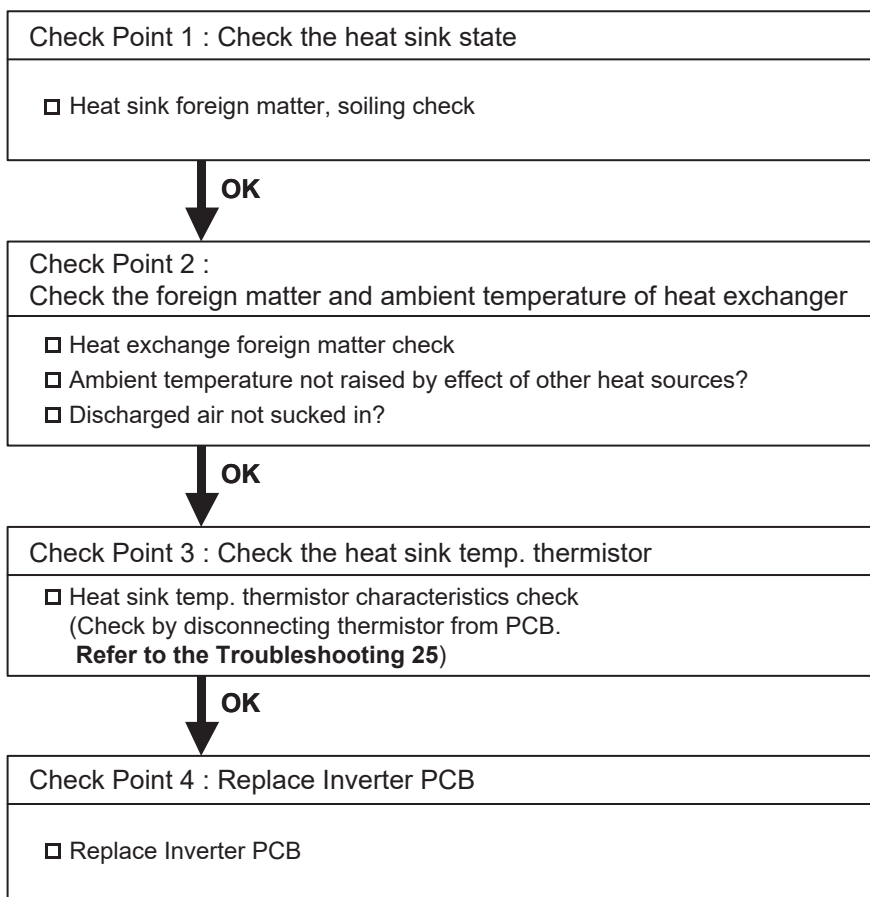 Check Point 1 : Check the heat sink state
Heat sink foreign matter, soiling check
OK
Check Point 2 :
Check the foreign matter and ambient temperature of heat exchanger
Heat exchange foreign matter check
Ambient temperature not raised by effect of other heat sources?
Discharged air not sucked in?
OK
Check Point 3 : Check the heat sink temp. thermistor
Heat sink temp. thermistor characteristics check
(Check by disconnecting thermistor from PCB.
Refer to the Troubleshooting 25)
OK
Check Point 4 : Replace Inverter PCB
Replace Inverter PCB